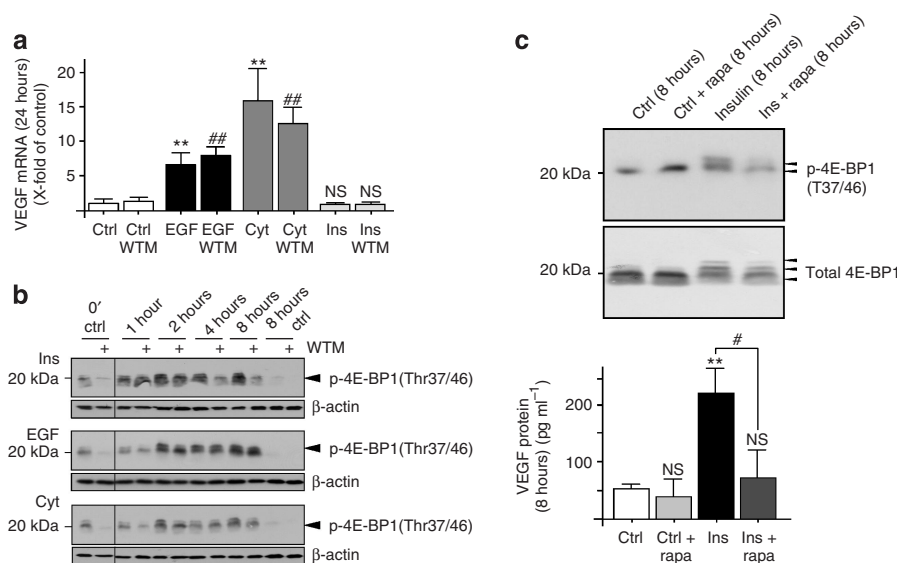 a
VEGF mRNA (24 hours)
(X-fold of control)
20
15
10
5
**
##
**
##
NS
NS
Ctrl
Ctrl
WTM
EGF
EGF
WTM
Cyt
Cyt
WTM
Ins
Ins
WTM
b
0′
ctrl
1 hour
2 hours
4 hours
8 hours
8 hours
ctrl
+ + + + + + WTM
Ins
20 kDa
p-4E-BP1(Thr37/46)
β-actin
EGF
20 kDa
p-4E-BP1(Thr37/46)
β-actin
Cyt
20 kDa
p-4E-BP1(Thr37/46)
β-actin
c
Ctrl (8 hours)
Ctrl + rapa (8 hours)
Insulin (8 hours)
Ins + rapa (8 hours)
20 kDa
p-4E-BP1
(T37/46)
20 kDa
Total 4E-BP1
VEGF protein
(8 hours) (pg ml⁻¹)
200
100
50
NS
**
#
NS
Ctrl
Ctrl +
rapa
Ins
Ins +
rapa